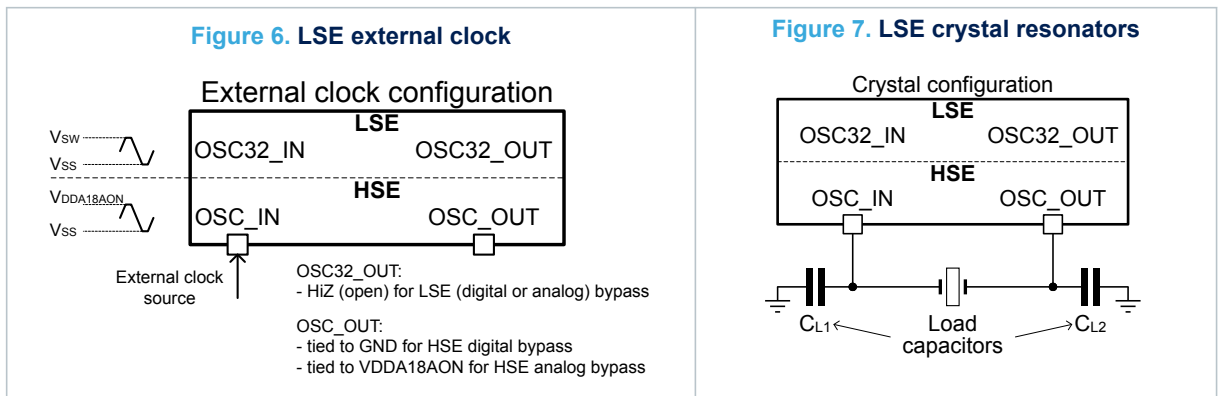 Figure 6. LSE external clock
External clock configuration
LSE
VSW
VSS
OSC32_IN OSC32_OUT
HSE
VDDA18AON
VSS
OSC_IN OSC_OUT
External clock
source
OSC32_OUT:
- HiZ (open) for LSE (digital or analog) bypass
OSC_OUT:
- tied to GND for HSE digital bypass
- tied to VDDA18AON for HSE analog bypass
Figure 7. LSE crystal resonators
Crystal configuration
LSE
OSC32_IN OSC32_OUT
HSE
OSC_IN OSC_OUT
CL1 Load CL2
capacitors